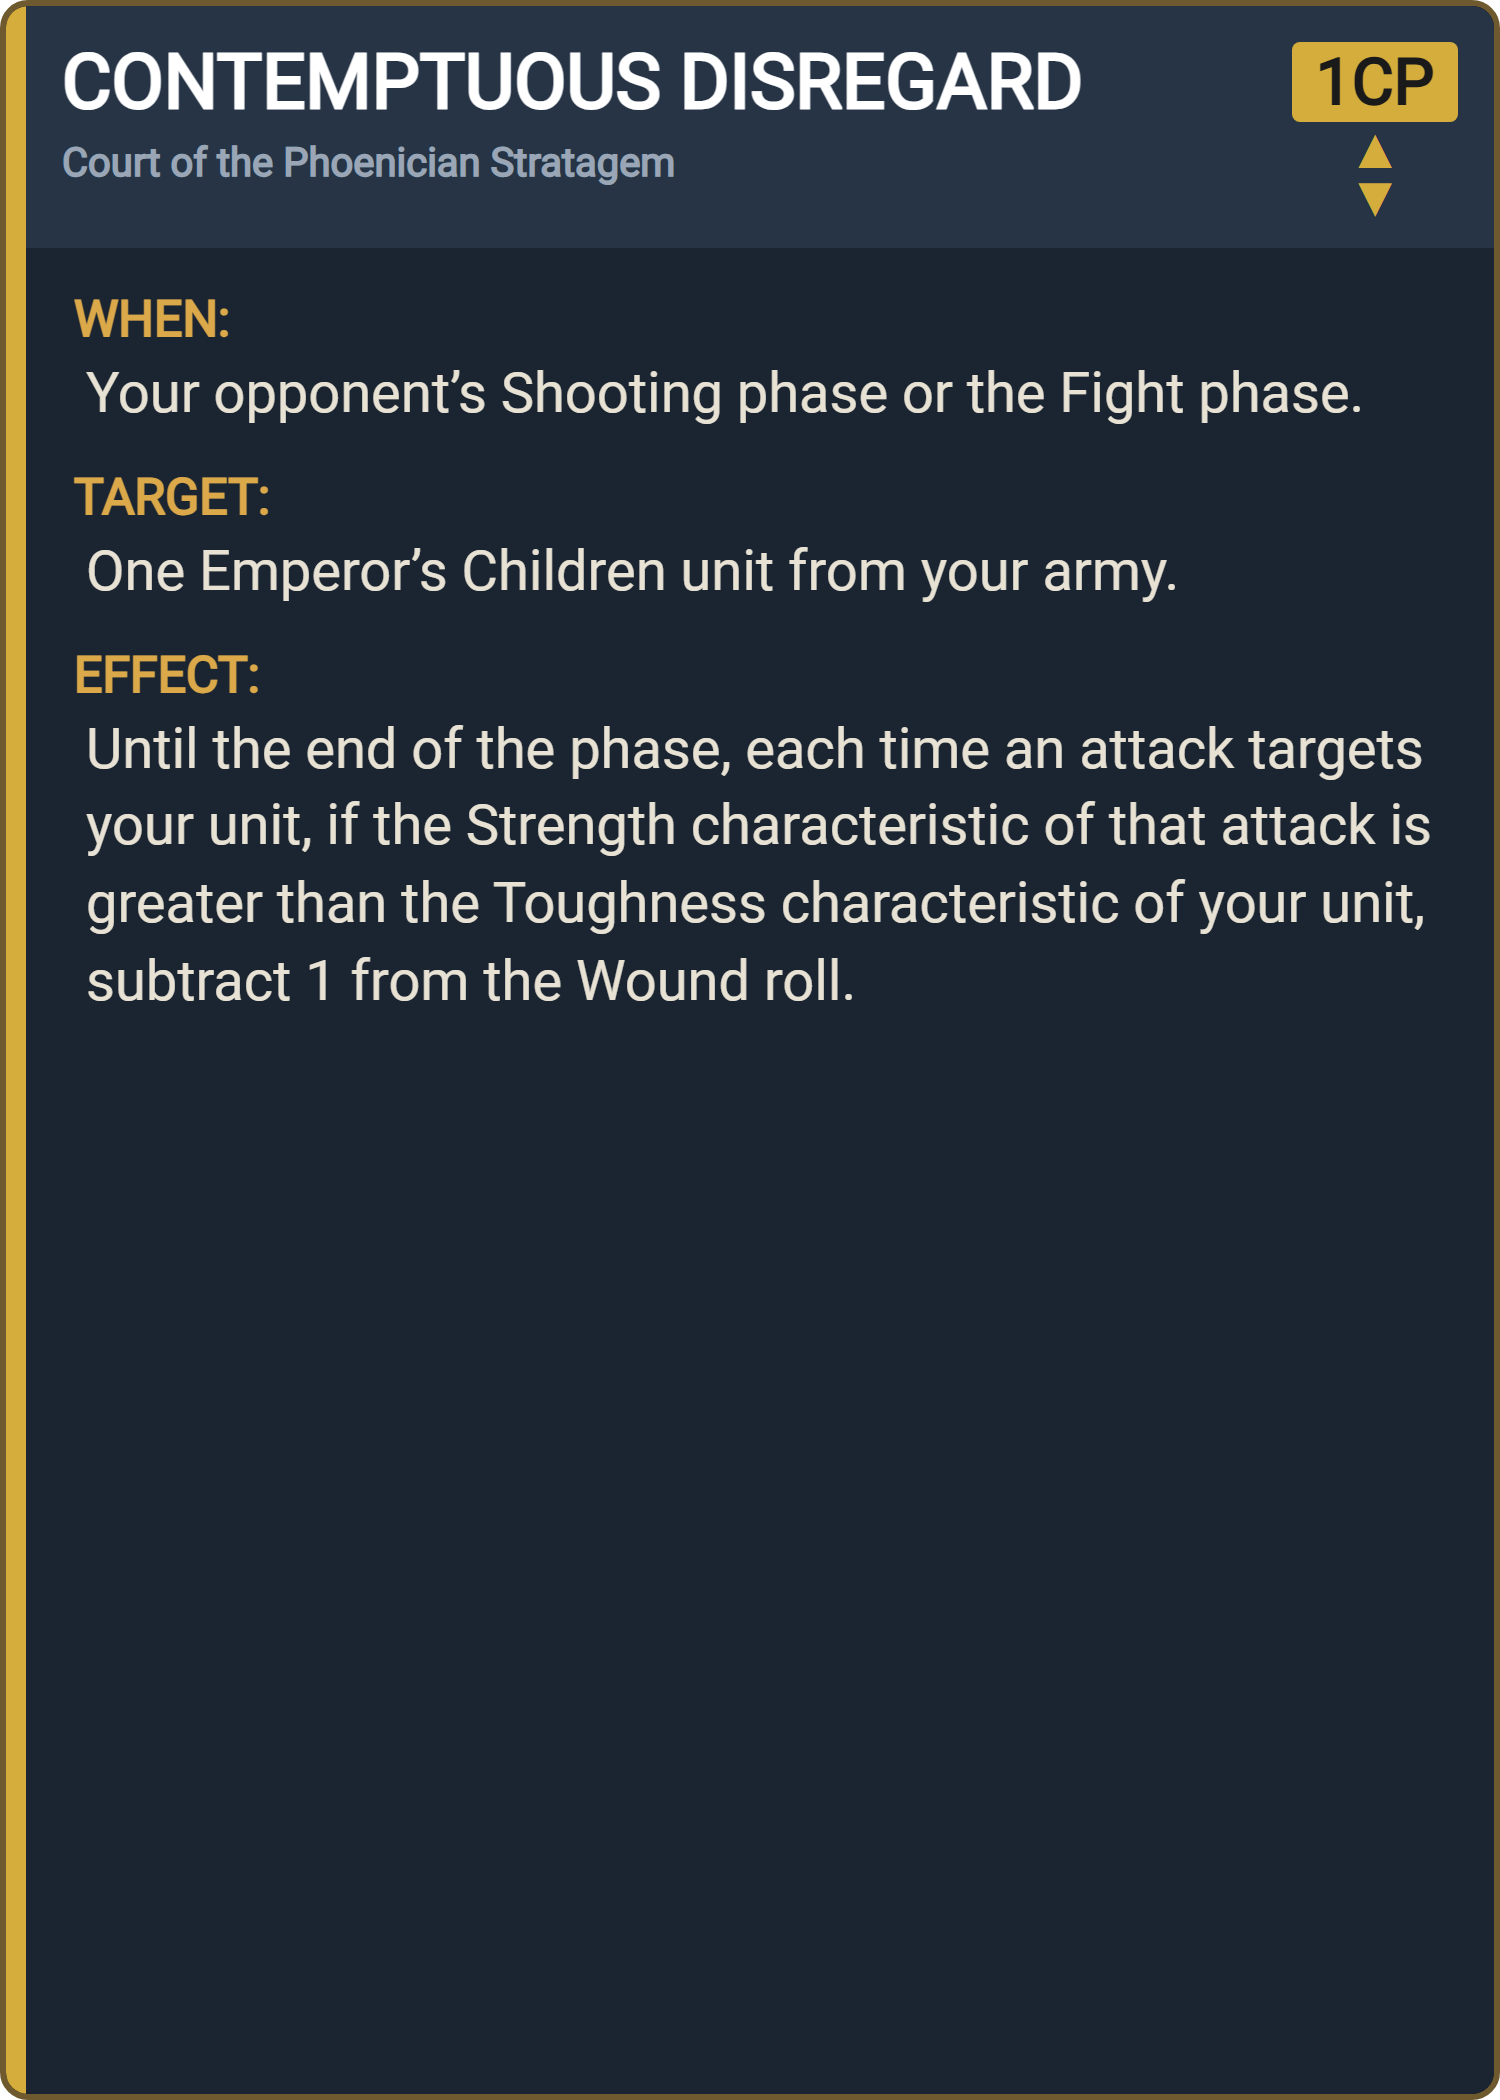 CONTEMPTUOUS DISREGARD
1CP
Court of the Phoenician Stratagem
WHEN:
Your opponent’s Shooting phase or the Fight phase.
TARGET:
One Emperor’s Children unit from your army.
EFFECT:
Until the end of the phase, each time an attack targets
your unit, if the Strength characteristic of that attack is
greater than the Toughness characteristic of your unit,
subtract 1 from the Wound roll.